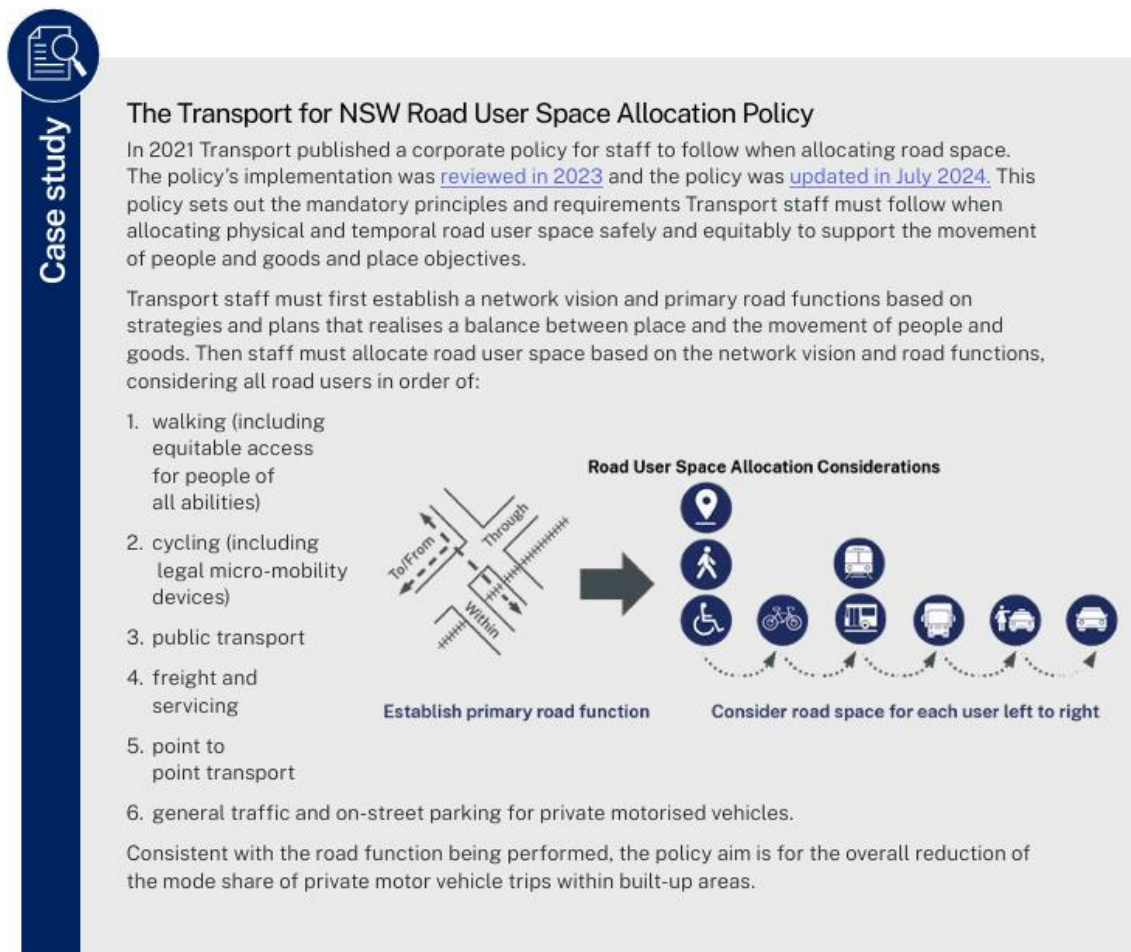 Case study
The Transport for NSW Road User Space Allocation Policy
In 2021 Transport published a corporate policy for staff to follow when allocating road space.
The policy's implementation was reviewed in 2023 and the policy was updated in July 2024. This
policy sets out the mandatory principles and requirements Transport staff must follow when
allocating physical and temporal road user space safely and equitably to support the movement
of people and goods and place objectives.
Transport staff must first establish a network vision and primary road functions based on
strategies and plans that realises a balance between place and the movement of people and
goods. Then staff must allocate road user space based on the network vision and road functions,
considering all road users in order of:
1. walking (including
equitable access
for people of
all abilities)
2. cycling (including
legal micro-mobility
devices)
3. public transport
4. freight and
servicing
5. point to
point transport
Road User Space Allocation Considerations
To/From
Through
Within
Establish primary road function
Consider road space for each user left to right
6. general traffic and on-street parking for private motorised vehicles.
Consistent with the road function being performed, the policy aim is for the overall reduction of
the mode share of private motor vehicle trips within built-up areas.